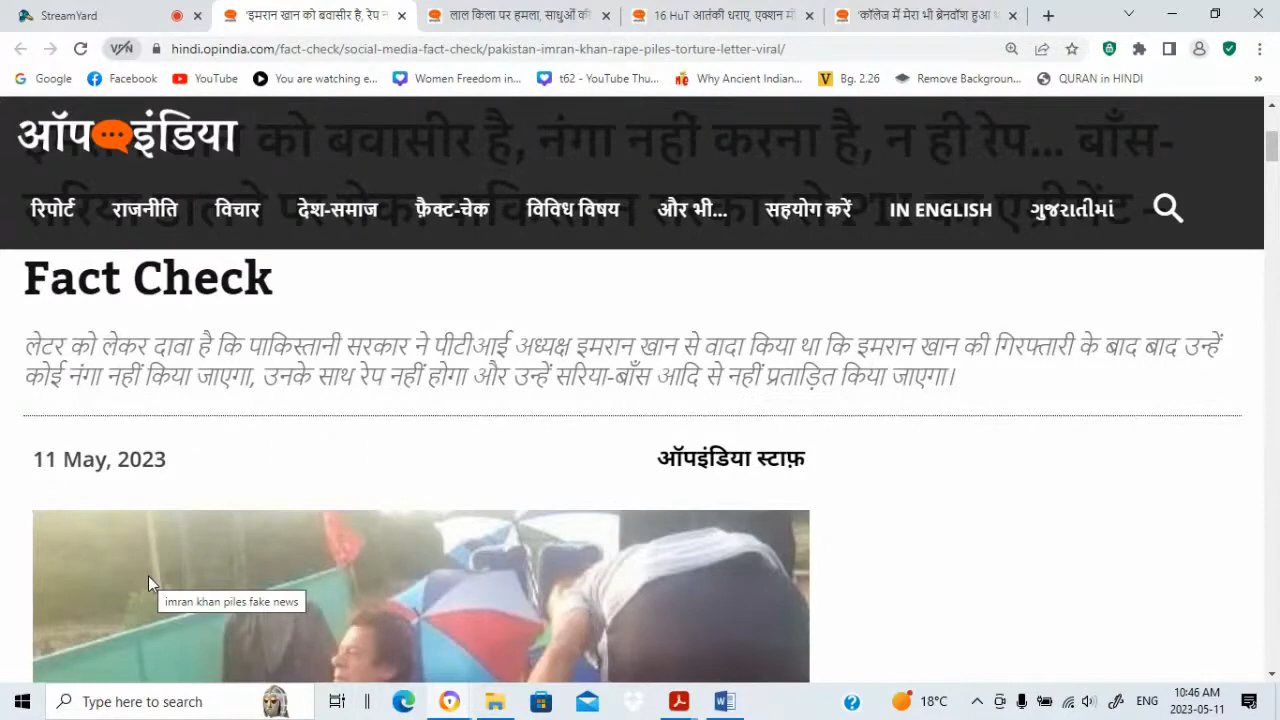 StreamYard
'इमरान खान को बवासीर है, रेप न
लाल किला पर हमला, साधुओं की
16 HuT आतंकी धराए, एक्शन में
'कॉलेज में मेरा भी ब्रेनवॉश हुआ थ
VPN
hindi.opindia.com/fact-check/social-media-fact-check/pakistan-imran-khan-rape-piles-torture-letter-viral/
Google
Facebook
YouTube
You are watching e...
Women Freedom in...
t62 - YouTube Thu...
Why Ancient Indian...
Bg. 2.26
Remove Backgroun...
QURAN in HINDI
»
ऑपइंडिया
को बवासीर है, नंगा नहीं करना है, न ही रेप... बाँस-
रिपोर्ट राजनीति विचार देश-समाज फ़ैक्ट-चेक विविध विषय और भी... सहयोग करें IN ENGLISH ગુજરાતીમાં
Fact Check
लेटर को लेकर दावा है कि पाकिस्तानी सरकार ने पीटीआई अध्यक्ष इमरान खान से वादा किया था कि इमरान खान की गिरफ्तारी के बाद बाद उन्हें
कोई नंगा नहीं किया जाएगा, उनके साथ रेप नहीं होगा और उन्हें सरिया-बाँस आदि से नहीं प्रताड़ित किया जाएगा।
11 May, 2023
ऑपइंडिया स्टाफ़
imran khan piles fake news
Type here to search
18°C
ENG
10:46 AM
2023-05-11